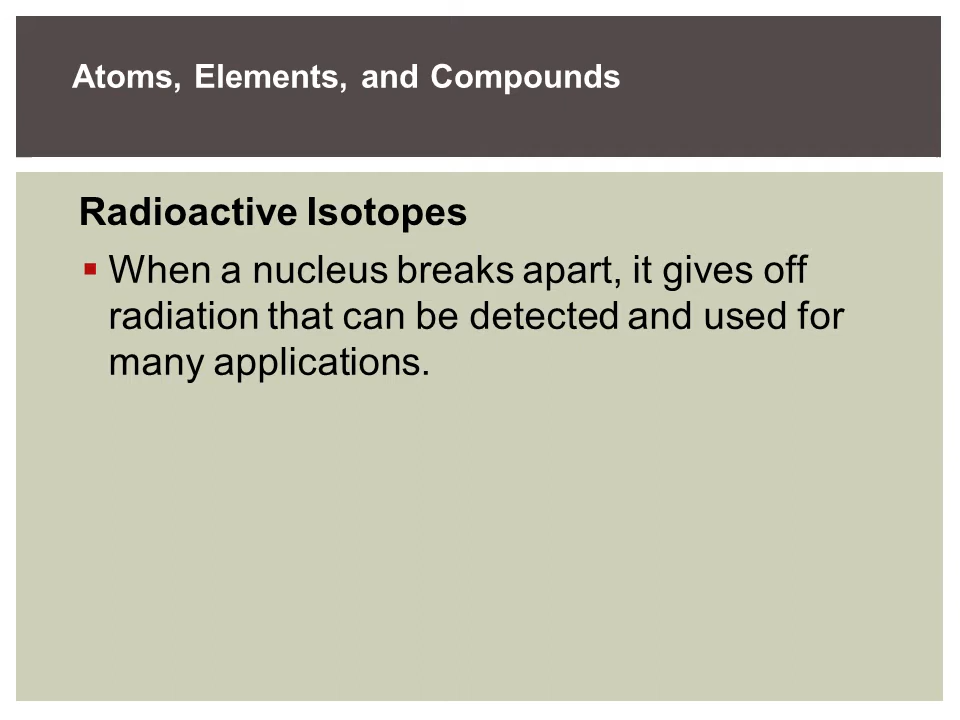 Atoms, Elements, and Compounds
Radioactive Isotopes
▪ When a nucleus breaks apart, it gives off
radiation that can be detected and used for
many applications.